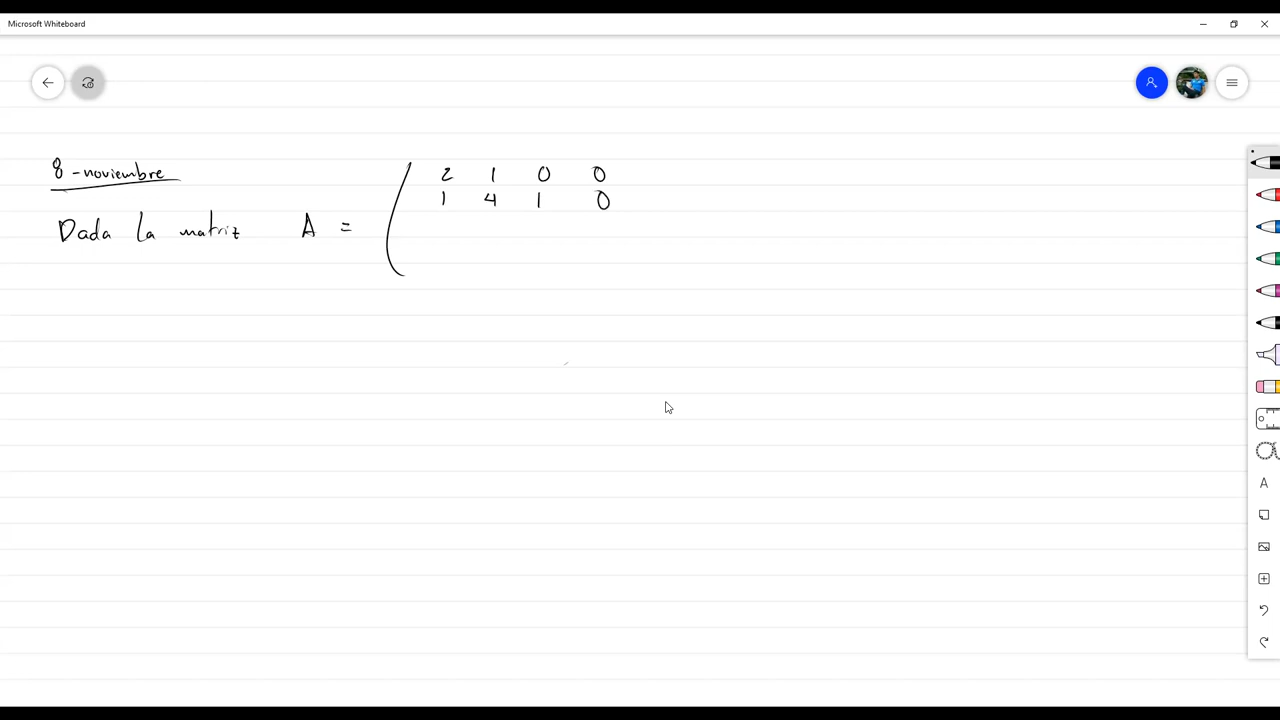 Microsoft Whiteboard
8-noviembre
2 1 0 0
1 4 1 0
Dada la matriz A =
A